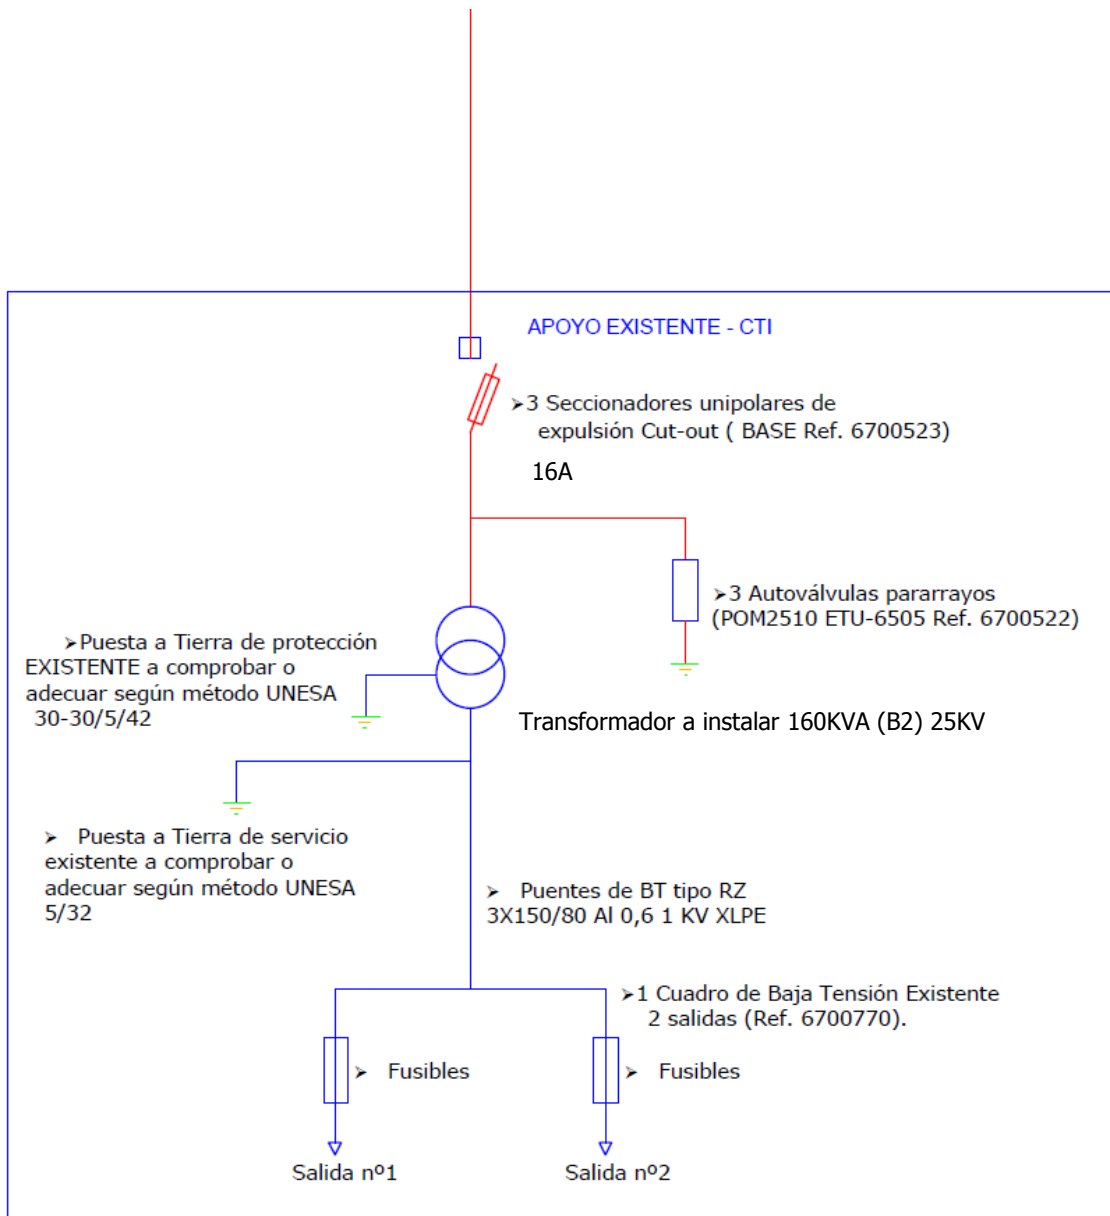 APOYO EXISTENTE - CTI
➢3 Seccionadores unipolares de
expulsión Cut-out ( BASE Ref. 6700523)
16A
➢3 Autoválvulas pararrayos
(POM2510 ETU-6505 Ref. 6700522)
➢Puesta a Tierra de protección
EXISTENTE a comprobar o
adecuar según método UNESA
30-30/5/42
Transformador a instalar 160KVA (B2) 25KV
➢ Puesta a Tierra de servicio
existente a comprobar o
adecuar según método UNESA
5/32
➢ Puentes de BT tipo RZ
3X150/80 Al 0,6 1 KV XLPE
➢1 Cuadro de Baja Tensión Existente
2 salidas (Ref. 6700770).
➢ Fusibles
➢ Fusibles
Salida nº1
Salida nº2